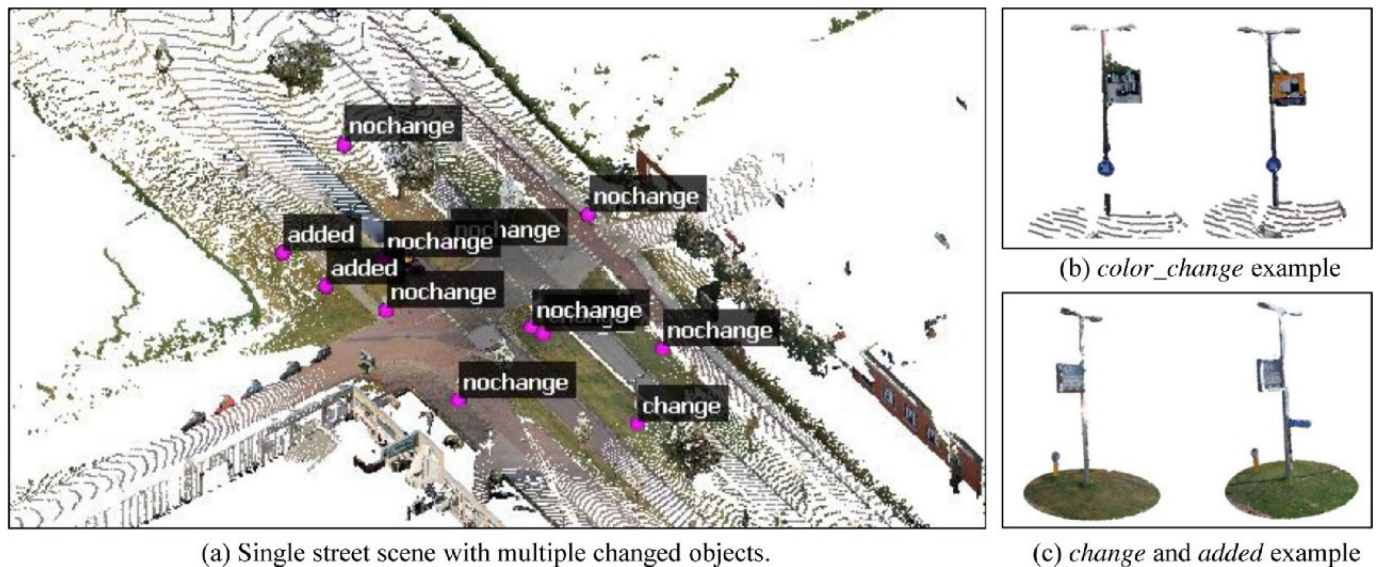 nochange
nochange
added
nochange
nochange
added
nochange
nochange
nochange
nochange
change
(a) Single street scene with multiple changed objects.
(b) color_change example
(c) change and added example